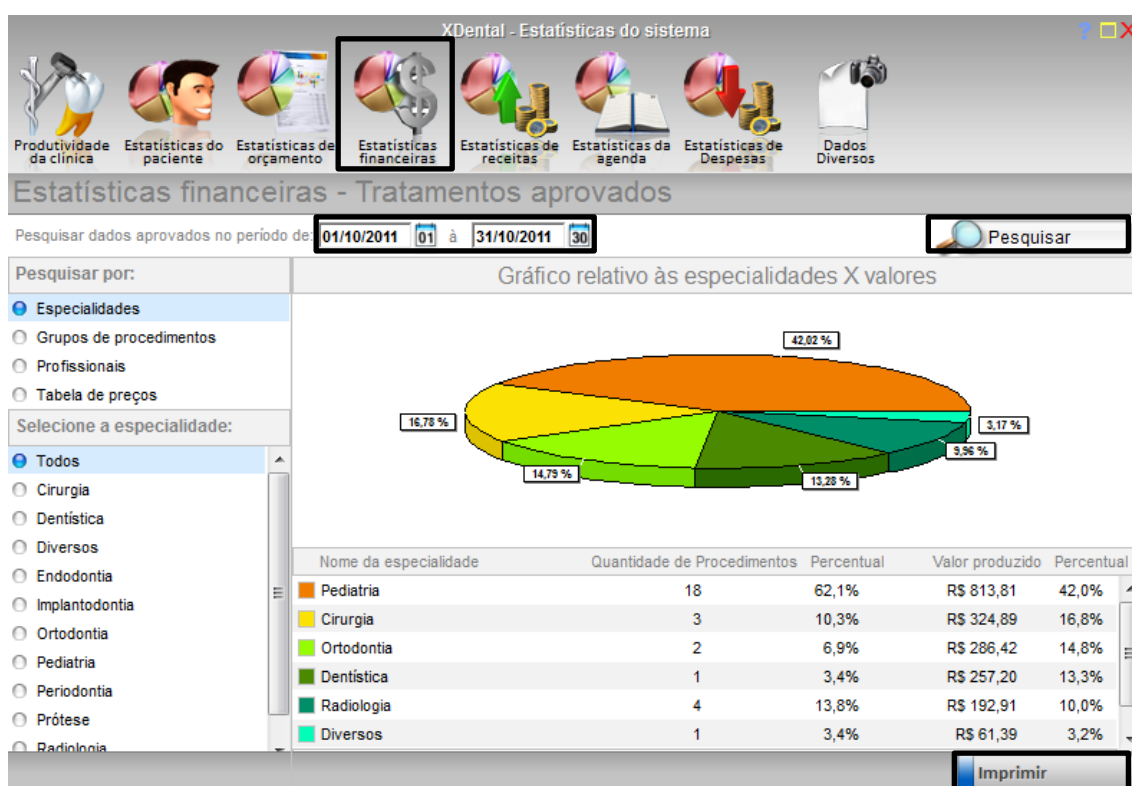 XDental - Estatísticas do sistema
?
Produtividade da clínica
Estatísticas do paciente
Estatísticas de orçamento
Estatísticas financeiras
Estatísticas de receitas
Estatísticas da agenda
Estatísticas de Despesas
Dados Diversos
Estatísticas financeiras - Tratamentos aprovados
Pesquisar dados aprovados no período de: 01/10/2011 01 à 31/10/2011 30 Pesquisar
Pesquisar por:
Especialidades
Grupos de procedimentos
Profissionais
Tabela de preços
Selecione a especialidade:
Todos
Cirurgia
Dentística
Diversos
Endodontia
Implantodontia
Ortodontia
Pediatria
Periodontia
Prótese
Radiologia
Gráfico relativo às especialidades X valores
42,02 %
16,78 %
3,17 %
9,96 %
14,79 %
13,28 %
Nome da especialidade Quantidade de Procedimentos Percentual Valor produzido Percentual
Pediatria 18 62,1% R$ 813,81 42,0%
Cirurgia 3 10,3% R$ 324,89 16,8%
Ortodontia 2 6,9% R$ 286,42 14,8%
Dentística 1 3,4% R$ 257,20 13,3%
Radiologia 4 13,8% R$ 192,91 10,0%
Diversos 1 3,4% R$ 61,39 3,2%
Imprimir